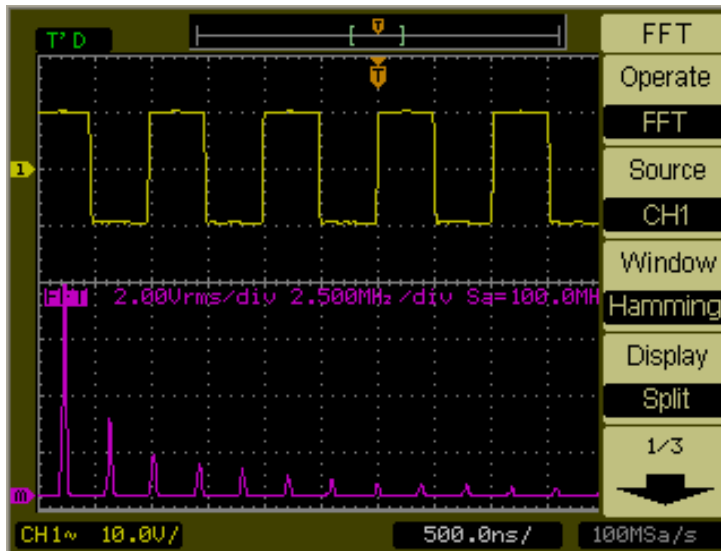 T'D
T
T
1
FFT 2.00Vrms/div 2.500MHz/div Sa=100.0MH
m
CH1~ 10.0V/
500.0ns/
100MSa/s
FFT
Operate
FFT
Source
CH1
Window
Hamming
Display
Split
1/3